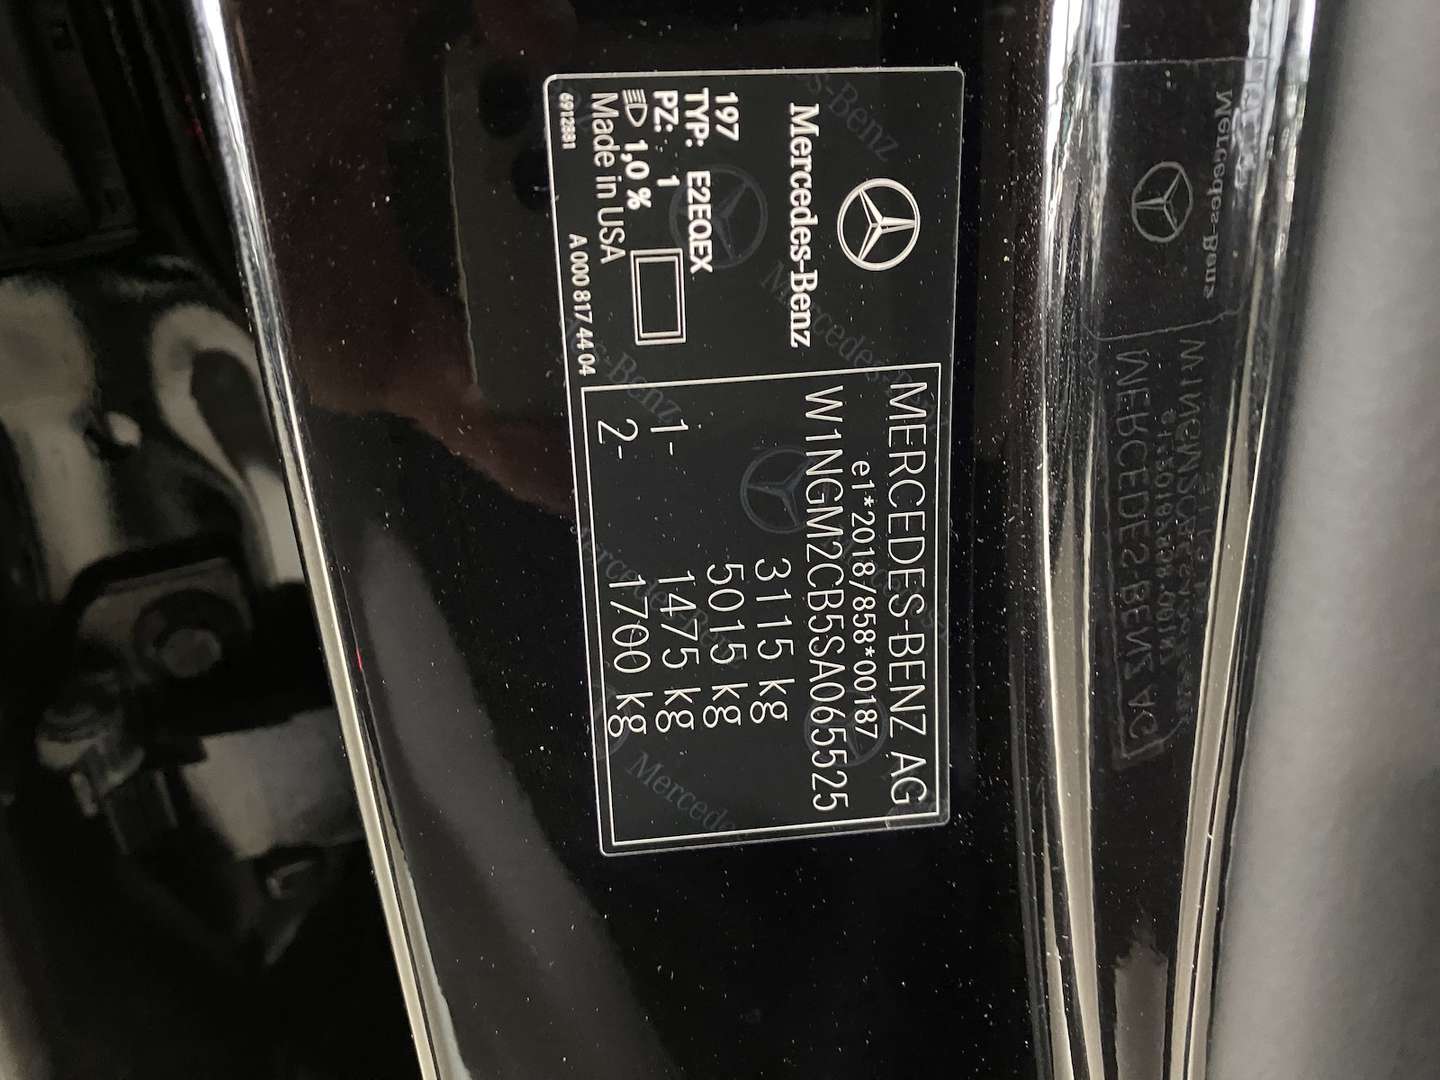 Mercedes-Benz
197
TYP: E2EQEX
PZ: 1
1,0 %
Made in USA
6912881
A 000 817 44 04
MERCEDES-BENZ AG
e1*2018/858*00187
W1NGM2CB5SA065525
3115 kg
5015 kg
1- 1475 kg
2- 1700 kg